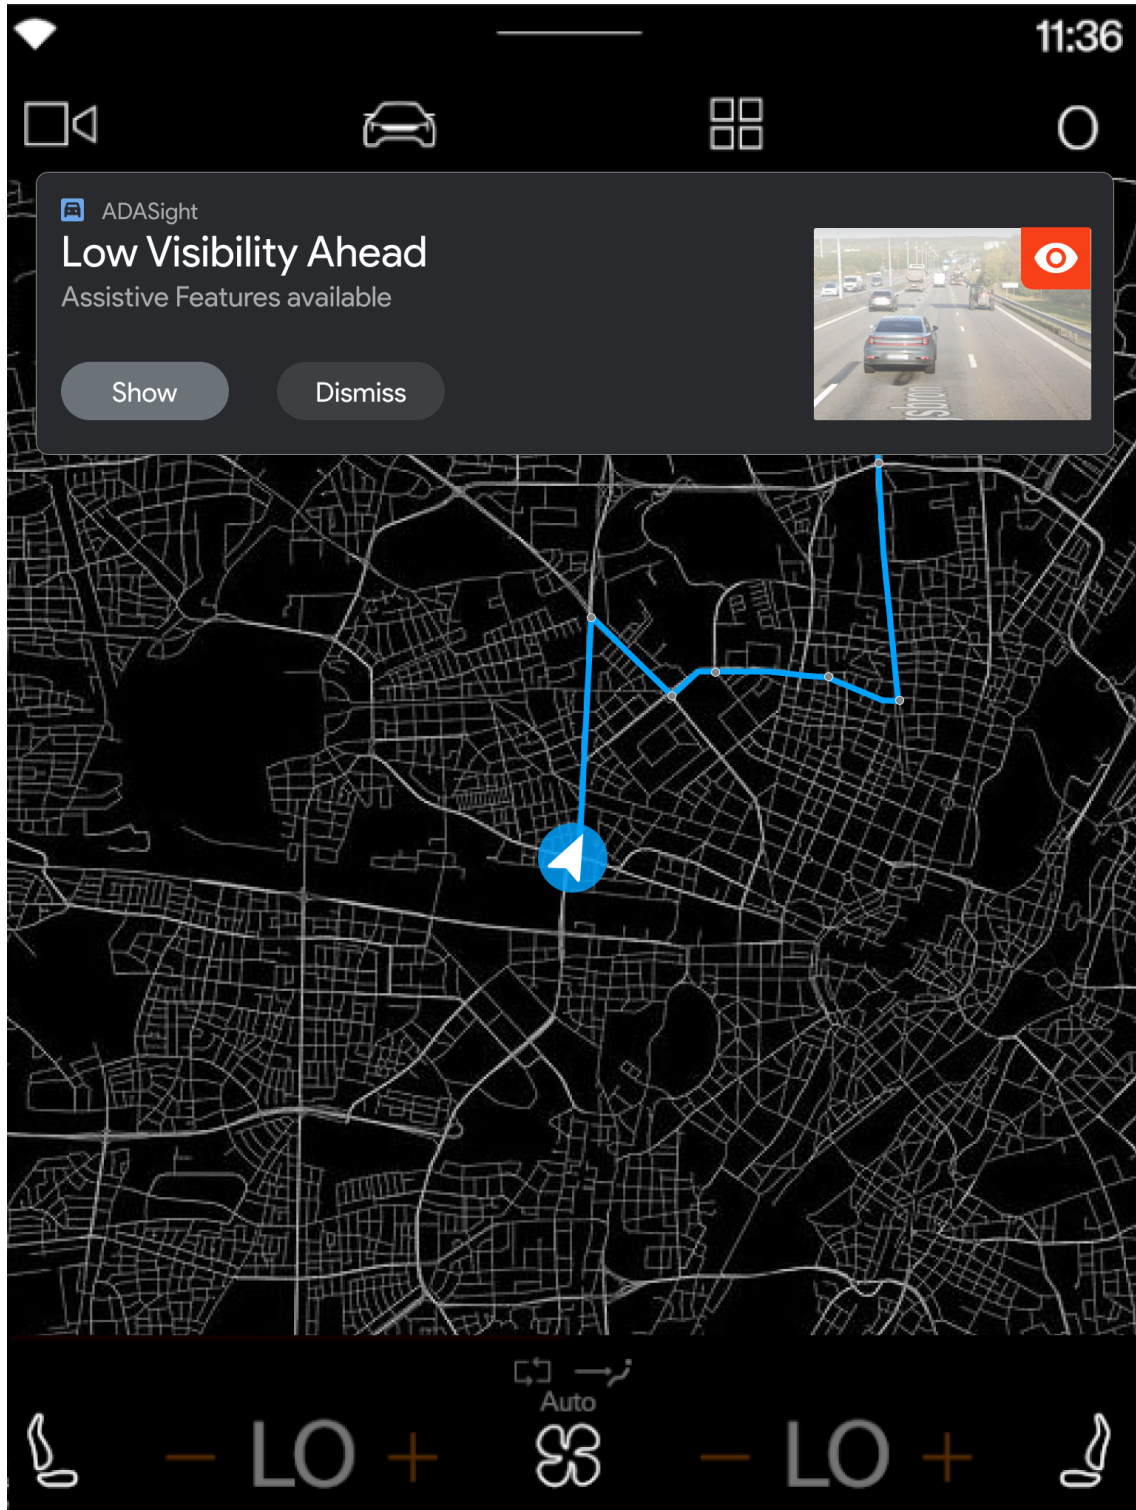 11:36
ADASight
Low Visibility Ahead
Assistive Features available
Show
Dismiss
Auto
LO
LO